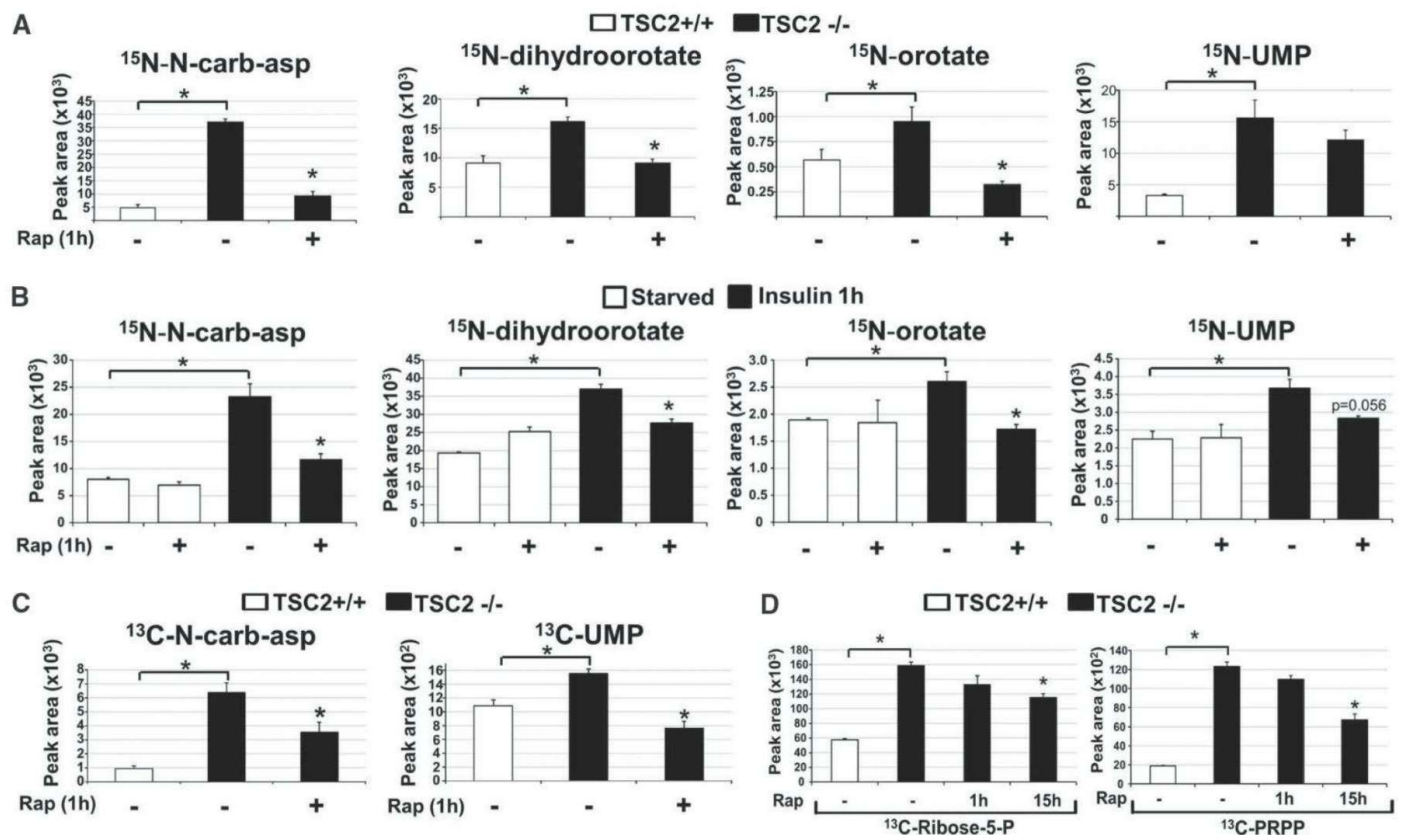 A
TSC2+/+ TSC2 -/-
15N-N-carb-asp
Peak area (x10³)
45
40
35
30
25
20
15
10
5
*
*
Rap (1h) - - +
15N-dihydroorotate
Peak area (x10³)
20
15
10
5
*
*
- - +
15N-orotate
Peak area (x10³)
1.25
1.00
0.75
0.50
0.25
*
*
- - +
15N-UMP
Peak area (x10³)
20
15
10
5
*
- - +
B
Starved Insulin 1h
15N-N-carb-asp
Peak area (x10³)
30
25
20
15
10
5
0
*
*
Rap (1h) - + - +
15N-dihydroorotate
Peak area (x10³)
45
40
35
30
25
20
15
10
5
0
*
*
- + - +
15N-orotate
Peak area (x10³)
3.0
2.5
2.0
1.5
1.0
0.5
0
*
*
- + - +
15N-UMP
Peak area (x10³)
4.5
4.0
3.5
3.0
2.5
2.0
1.5
1.0
0.5
0
*
p=0.056
- + - +
C
TSC2+/+ TSC2 -/-
13C-N-carb-asp
Peak area (x10³)
8
7
6
5
4
3
2
1
0
*
*
Rap (1h) - - +
13C-UMP
Peak area (x10²)
16
14
12
10
8
6
4
2
0
*
*
- - +
D
TSC2+/+ TSC2 -/-
Peak area (x10³)
180
160
140
120
100
80
60
40
20
0
*
*
Rap - - 1h 15h
13C-Ribose-5-P
Peak area (x10²)
140
120
100
80
60
40
20
0
*
*
- - 1h 15h
13C-PRPP